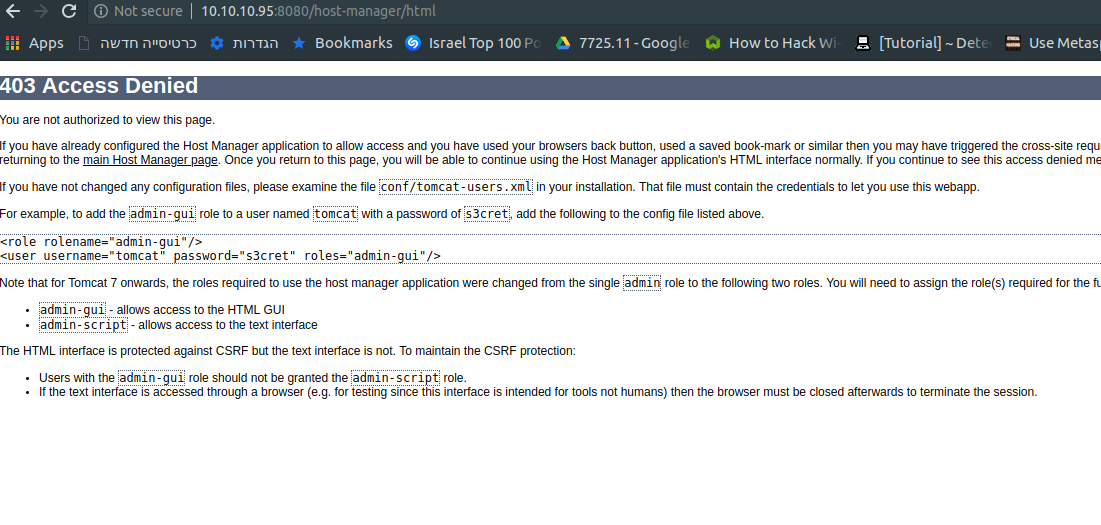 Not secure | 10.10.10.95:8080/host-manager/html
Apps כרטיסייה חדשה הגדרות Bookmarks Israel Top 100 Po 7725.11 - Google How to Hack Wi- [Tutorial] ~ Dete Use Metasp
403 Access Denied
You are not authorized to view this page.
If you have already configured the Host Manager application to allow access and you have used your browsers back button, used a saved book-mark or similar then you may have triggered the cross-site requ
returning to the main Host Manager page. Once you return to this page, you will be able to continue using the Host Manager application's HTML interface normally. If you continue to see this access denied me
If you have not changed any configuration files, please examine the file conf/tomcat-users.xml in your installation. That file must contain the credentials to let you use this webapp.
For example, to add the admin-gui role to a user named tomcat with a password of s3cret, add the following to the config file listed above.
<role rolename="admin-gui"/>
<user username="tomcat" password="s3cret" roles="admin-gui"/>
Note that for Tomcat 7 onwards, the roles required to use the host manager application were changed from the single admin role to the following two roles. You will need to assign the role(s) required for the fu
• admin-gui - allows access to the HTML GUI
• admin-script - allows access to the text interface
The HTML interface is protected against CSRF but the text interface is not. To maintain the CSRF protection:
• Users with the admin-gui role should not be granted the admin-script role.
• If the text interface is accessed through a browser (e.g. for testing since this interface is intended for tools not humans) then the browser must be closed afterwards to terminate the session.